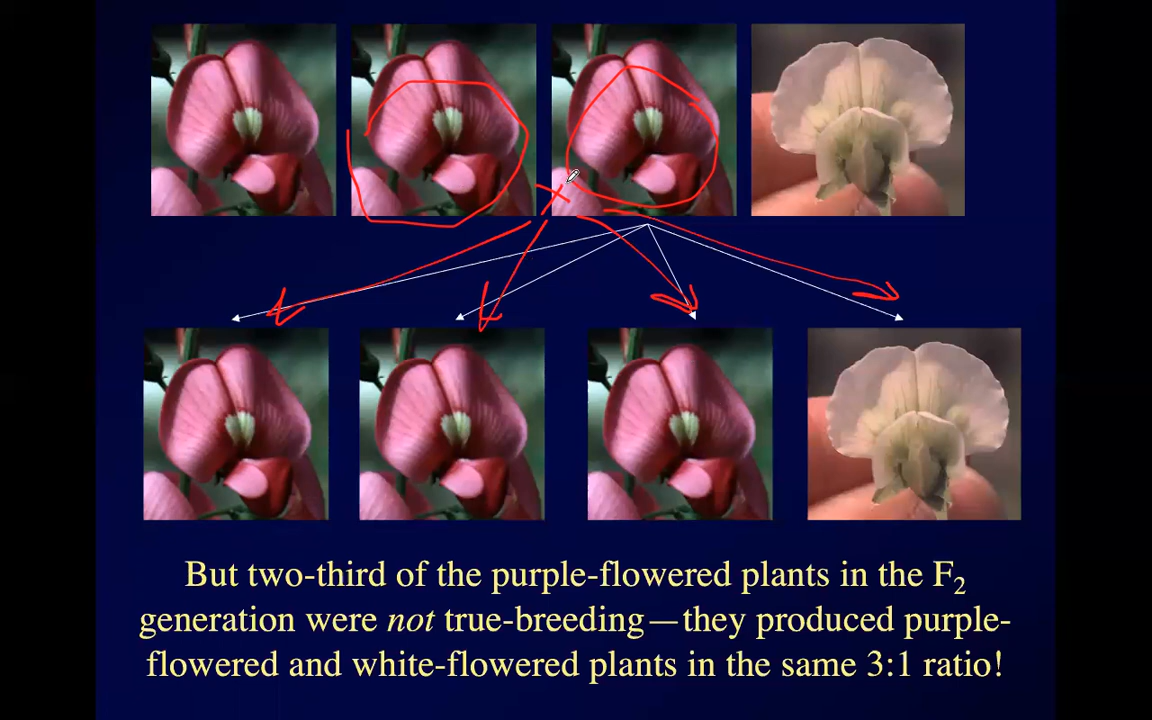 But two-third of the purple-flowered plants in the F₂
generation were not true-breeding—they produced purple-
flowered and white-flowered plants in the same 3:1 ratio!